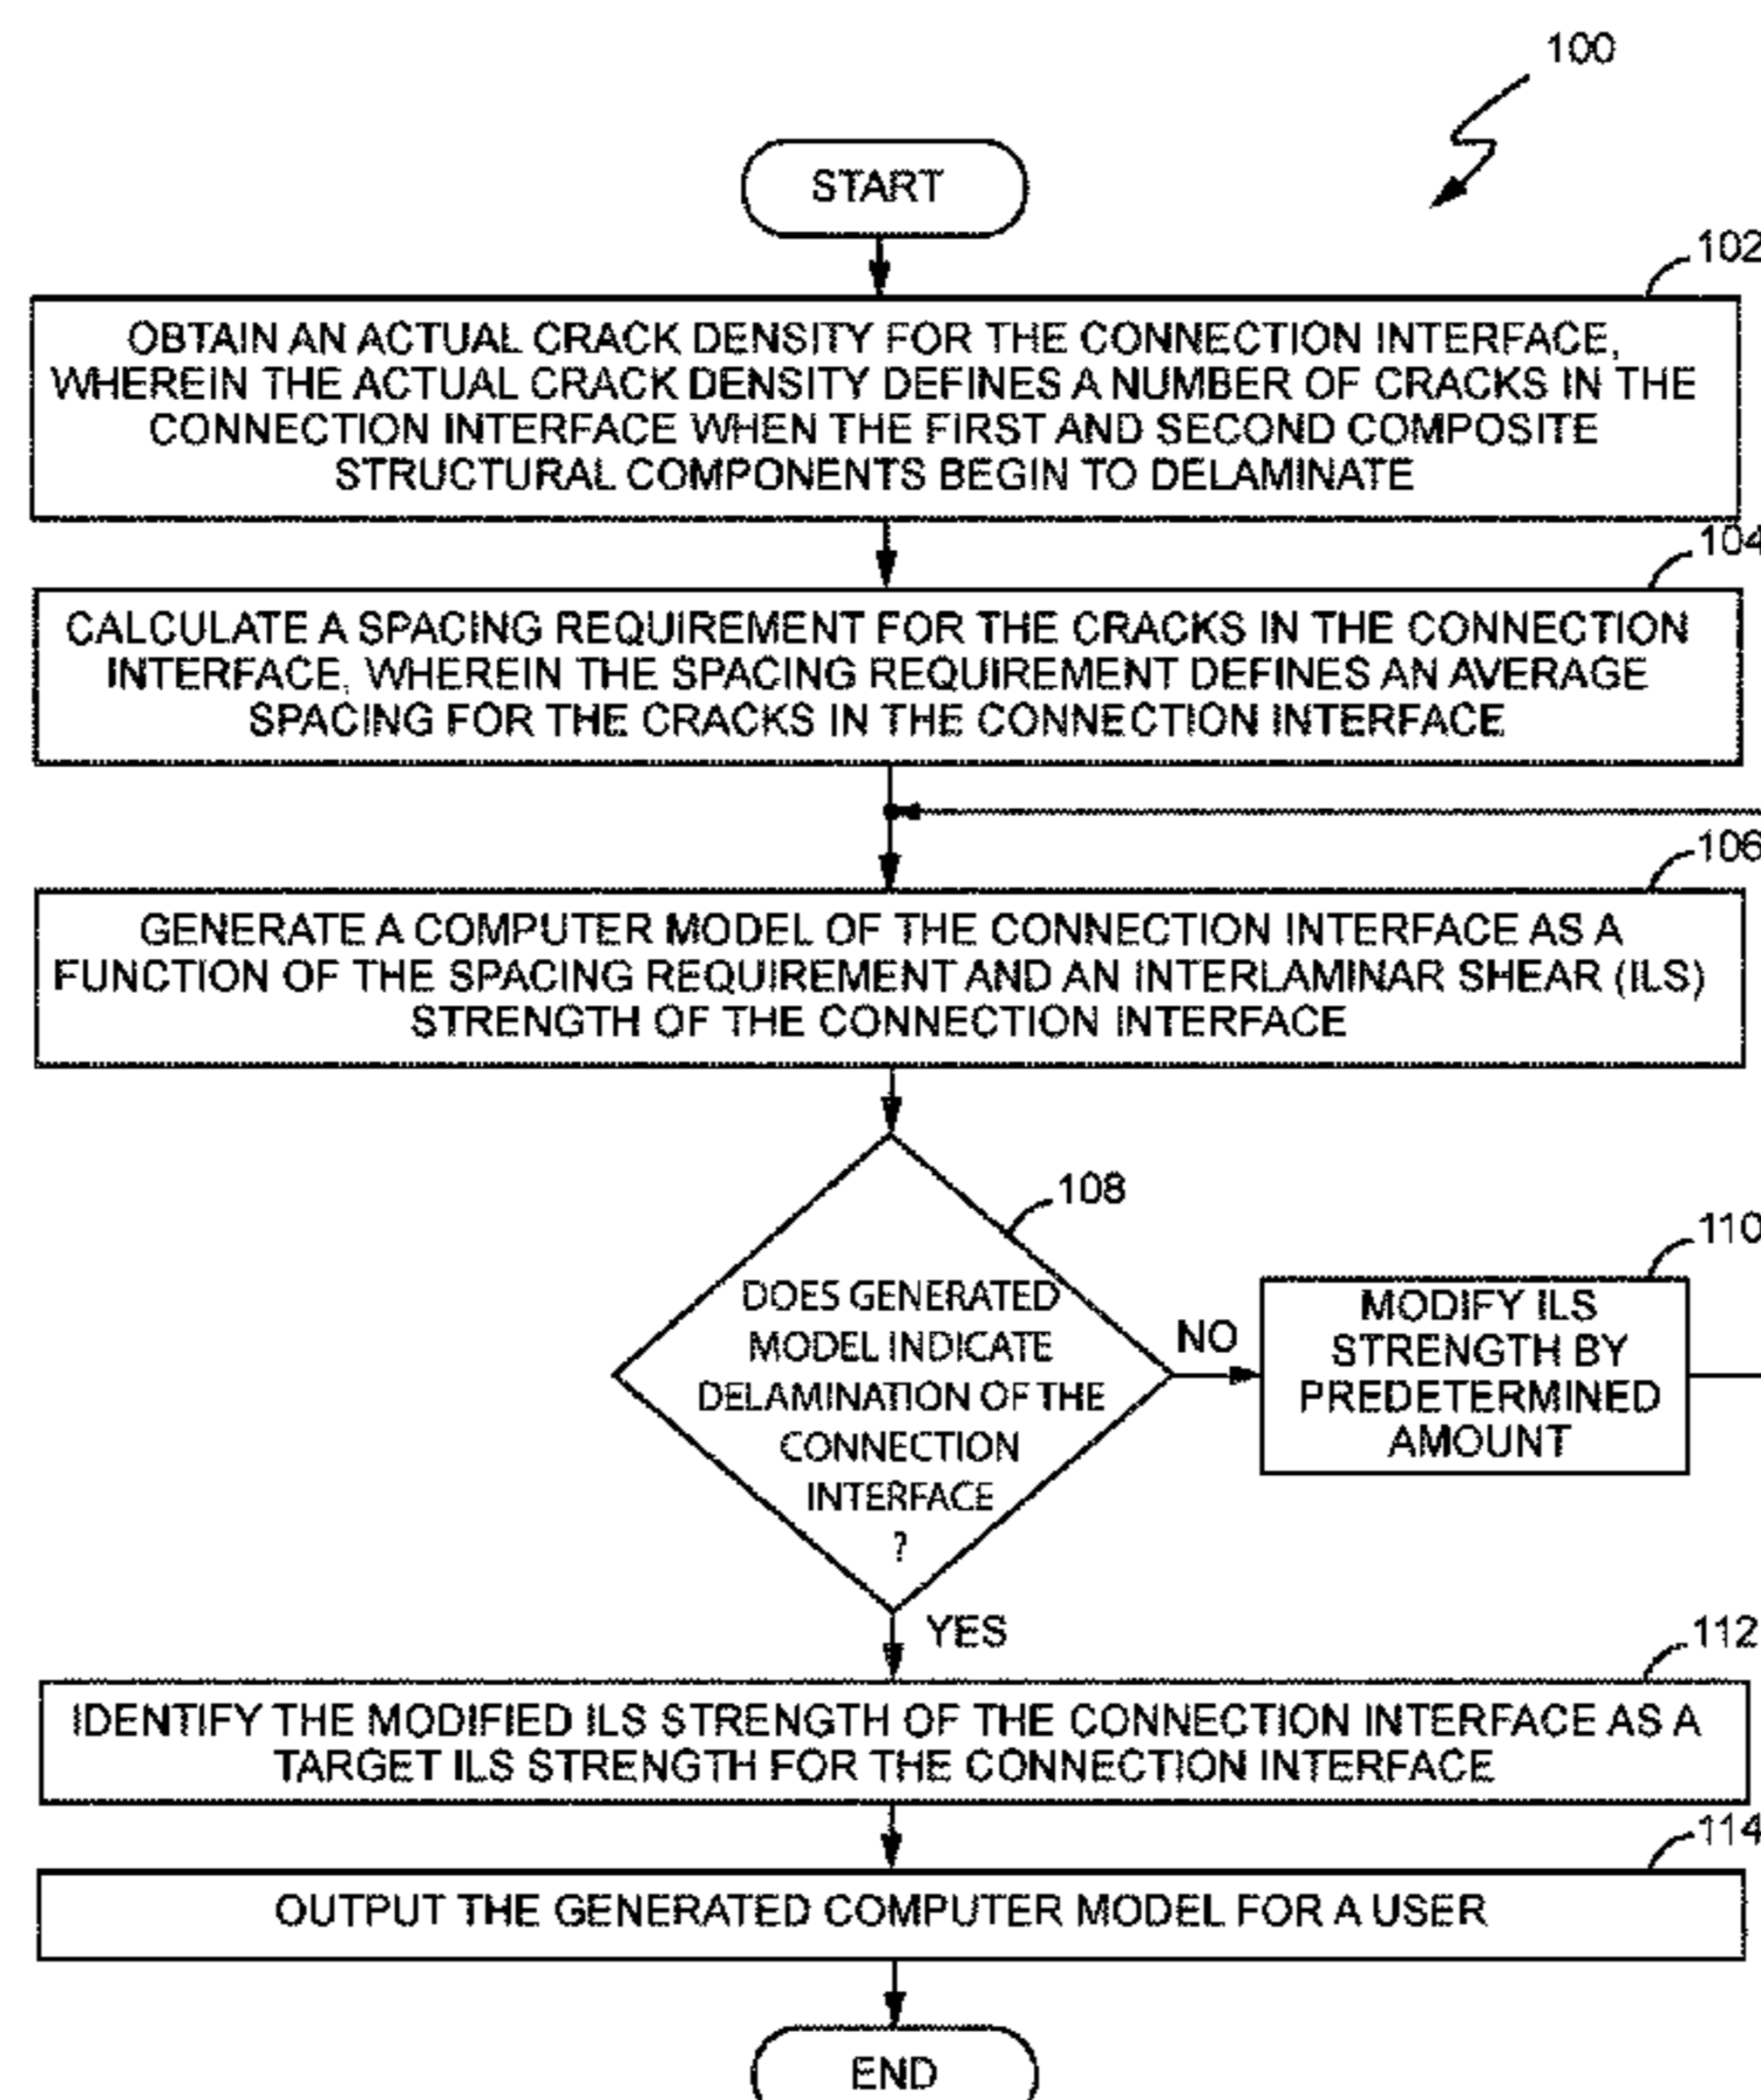 100
START
102
OBTAIN AN ACTUAL CRACK DENSITY FOR THE CONNECTION INTERFACE,
WHEREIN THE ACTUAL CRACK DENSITY DEFINES A NUMBER OF CRACKS IN THE
CONNECTION INTERFACE WHEN THE FIRST AND SECOND COMPOSITE
STRUCTURAL COMPONENTS BEGIN TO DELAMINATE
104
CALCULATE A SPACING REQUIREMENT FOR THE CRACKS IN THE CONNECTION
INTERFACE, WHEREIN THE SPACING REQUIREMENT DEFINES AN AVERAGE
SPACING FOR THE CRACKS IN THE CONNECTION INTERFACE
106
GENERATE A COMPUTER MODEL OF THE CONNECTION INTERFACE AS A
FUNCTION OF THE SPACING REQUIREMENT AND AN INTERLAMINAR SHEAR (ILS)
STRENGTH OF THE CONNECTION INTERFACE
108
DOES GENERATED
MODEL INDICATE
DELAMINATION OF THE
CONNECTION
INTERFACE
?
NO
110
MODIFY ILS
STRENGTH BY
PREDETERMINED
AMOUNT
YES
112
IDENTIFY THE MODIFIED ILS STRENGTH OF THE CONNECTION INTERFACE AS A
TARGET ILS STRENGTH FOR THE CONNECTION INTERFACE
114
OUTPUT THE GENERATED COMPUTER MODEL FOR A USER
END